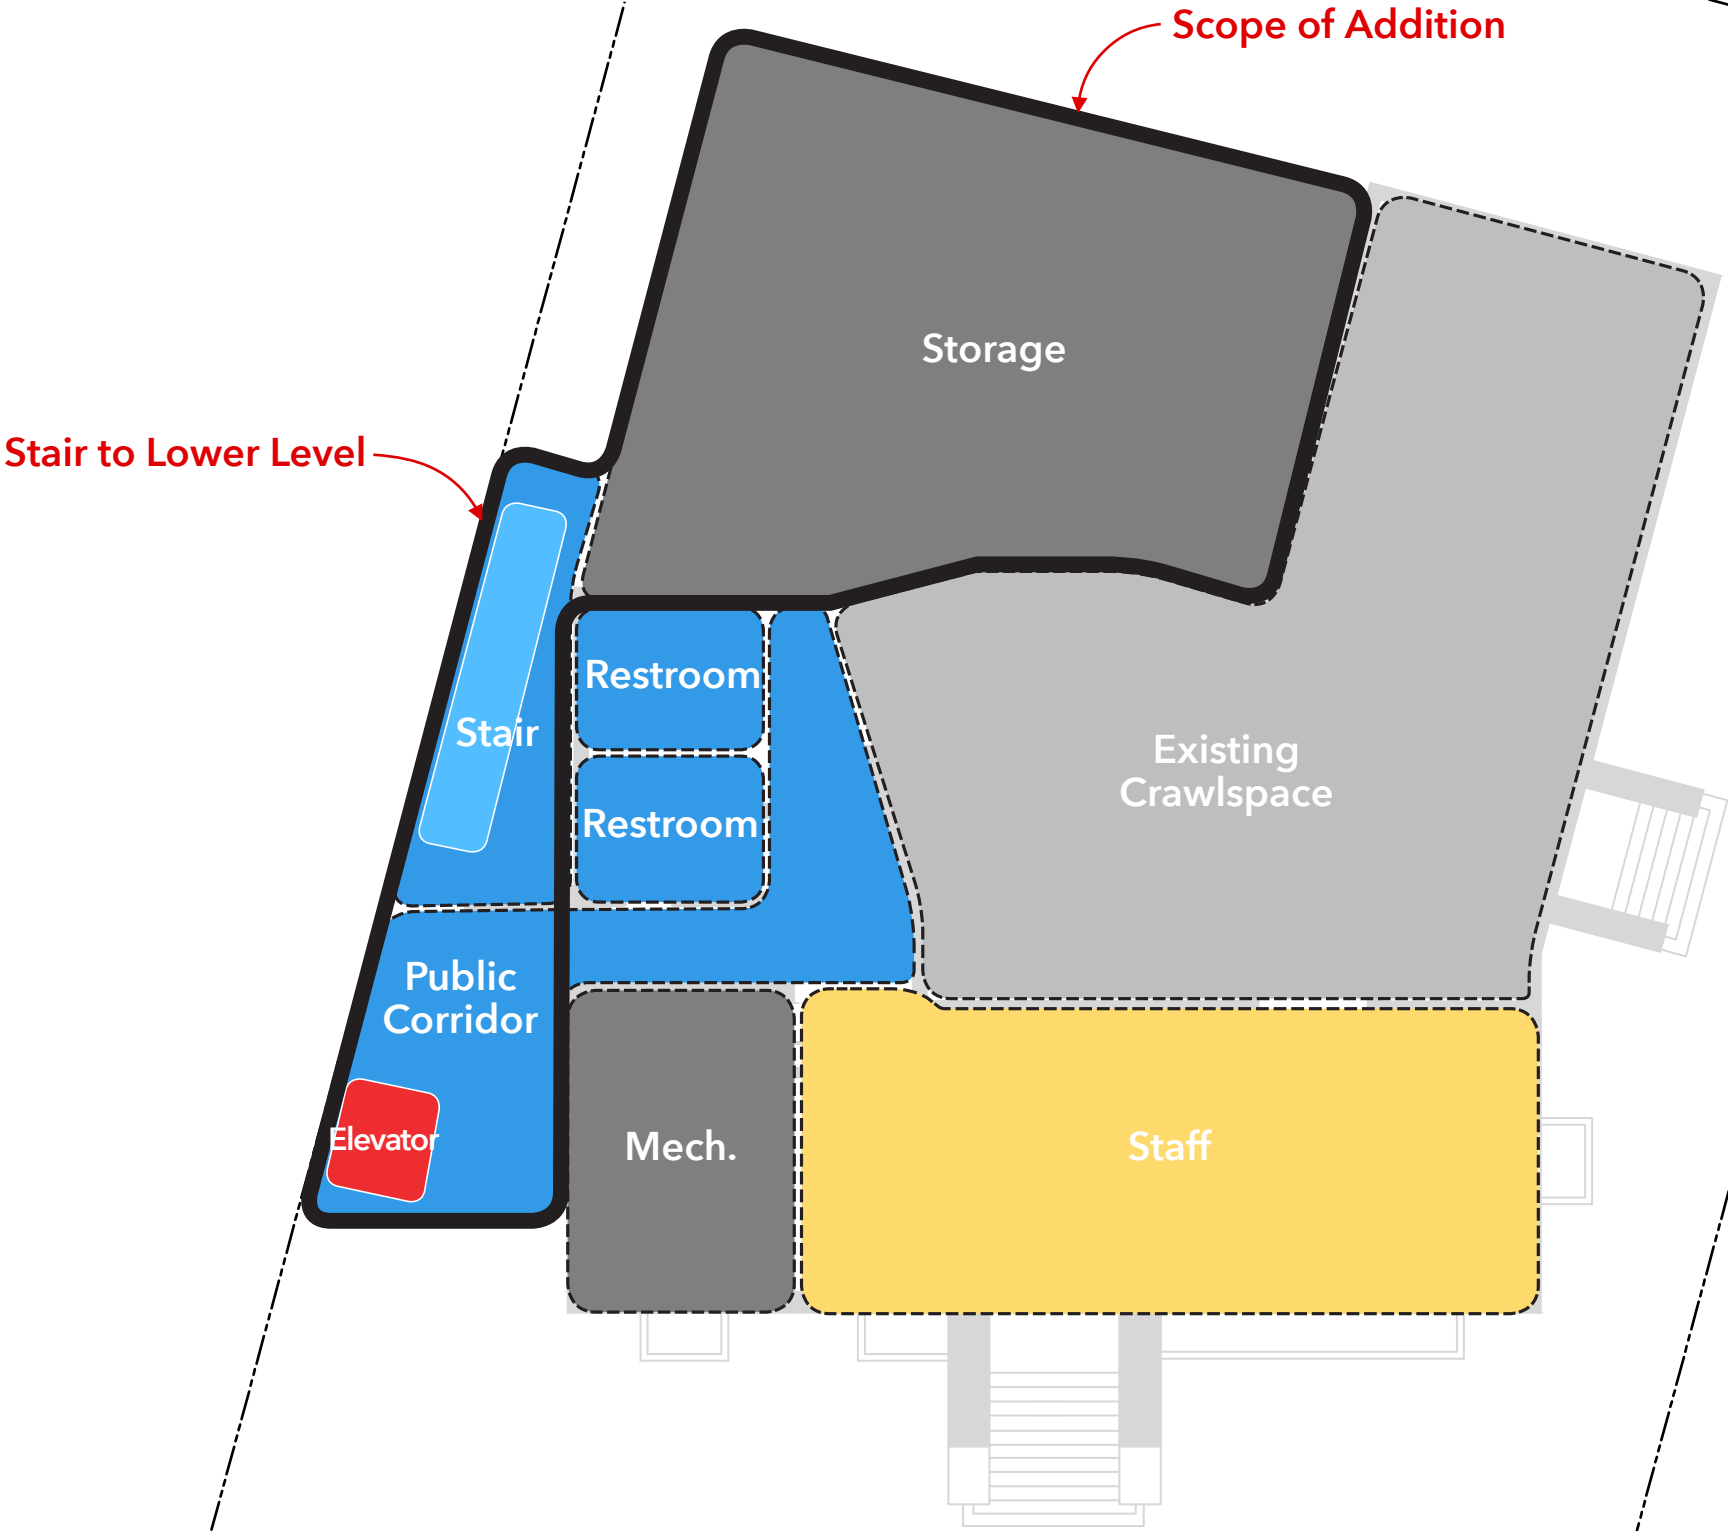 Scope of Addition
Storage
Stair to Lower Level
Restroom
Stair
Existing
Crawlspace
Restroom
Public
Corridor
Elevator
Mech.
Staff